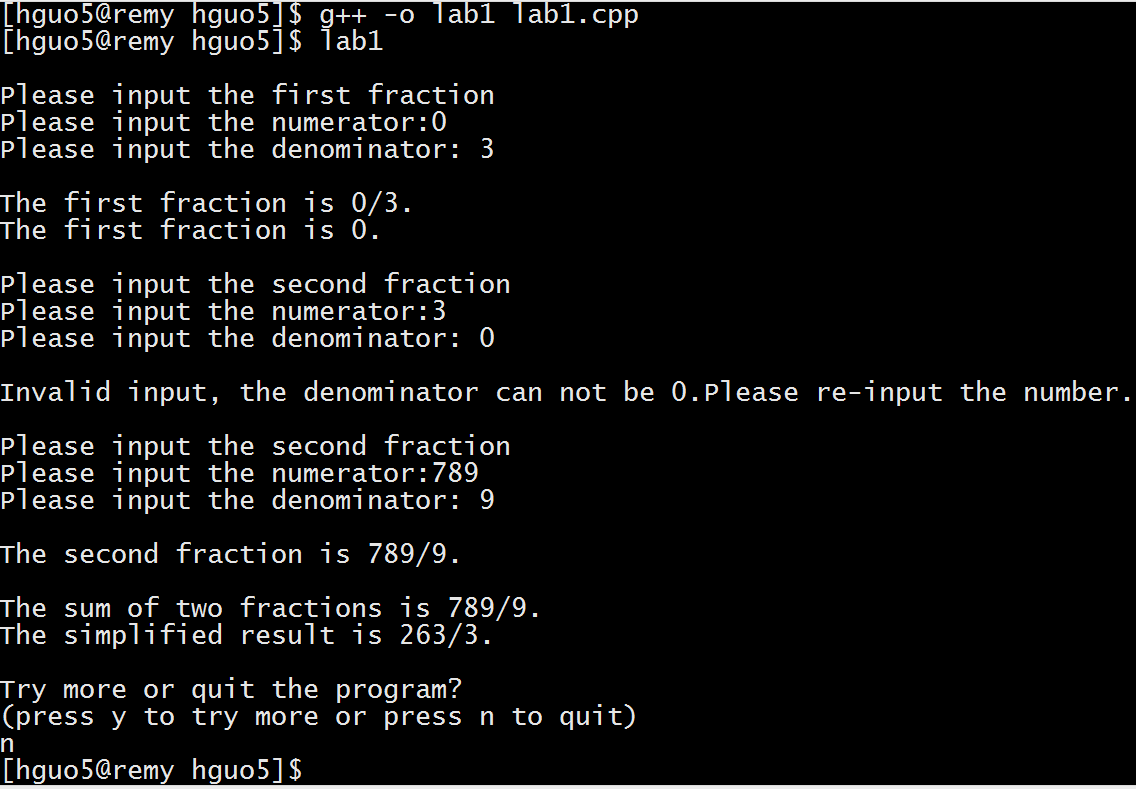 [hguo5@remy hguo5]$ g++ -o lab1 lab1.cpp
[hguo5@remy hguo5]$ lab1
Please input the first fraction
Please input the numerator:0
Please input the denominator: 3
The first fraction is 0/3.
The first fraction is 0.
Please input the second fraction
Please input the numerator:3
Please input the denominator: 0
Invalid input, the denominator can not be 0.Please re-input the number.
Please input the second fraction
Please input the numerator:789
Please input the denominator: 9
The second fraction is 789/9.
The sum of two fractions is 789/9.
The simplified result is 263/3.
Try more or quit the program?
(press y to try more or press n to quit)
n
[hguo5@remy hguo5]$